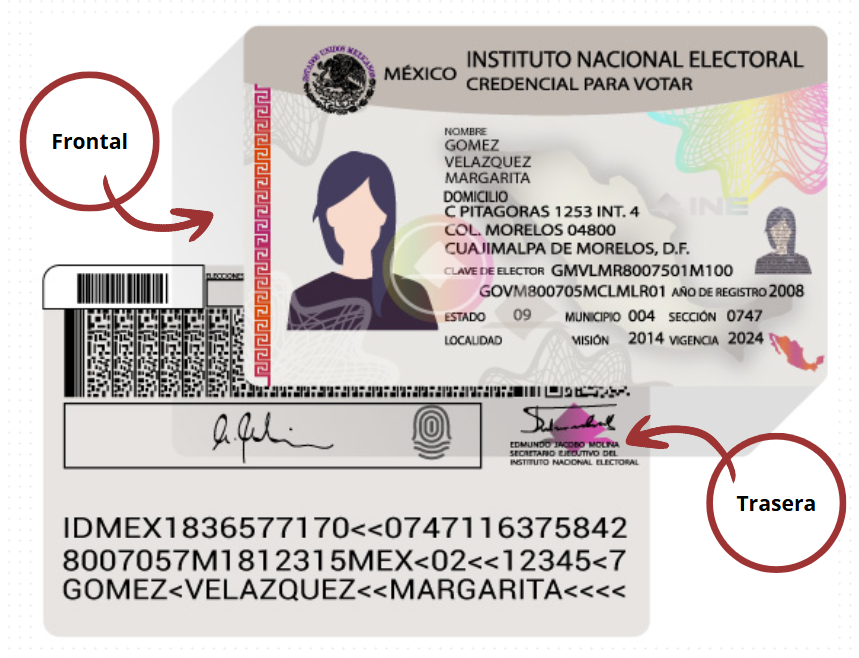 Frontal
ESTADOS UNIDOS MEXICANOS
MÉXICO
INSTITUTO NACIONAL ELECTORAL
CREDENCIAL PARA VOTAR
NOMBRE
GOMEZ
VELAZQUEZ
MARGARITA
DOMICILIO
C PITAGORAS 1253 INT. 4
COL. MORELOS 04800
CUAJIMALPA DE MORELOS, D.F.
INE
CLAVE DE ELECTOR GMVLMR8007501M100
GOVM800705MCLMLR01 AÑO DE REGISTRO 2008
ESTADO 09 MUNICIPIO 004 SECCIÓN 0747
LOCALIDAD MISIÓN 2014 VIGENCIA 2024
ELECCIONES
EDMUNDO JACOBO MOLINA
SECRETARIO EJECUTIVO DEL
INSTITUTO NACIONAL ELECTORAL
Trasera
IDMEX1836577170<<0747116375842
8007057M1812315MEX<02<<12345<7
GOMEZ<VELAZQUEZ<<MARGARITA<<<<